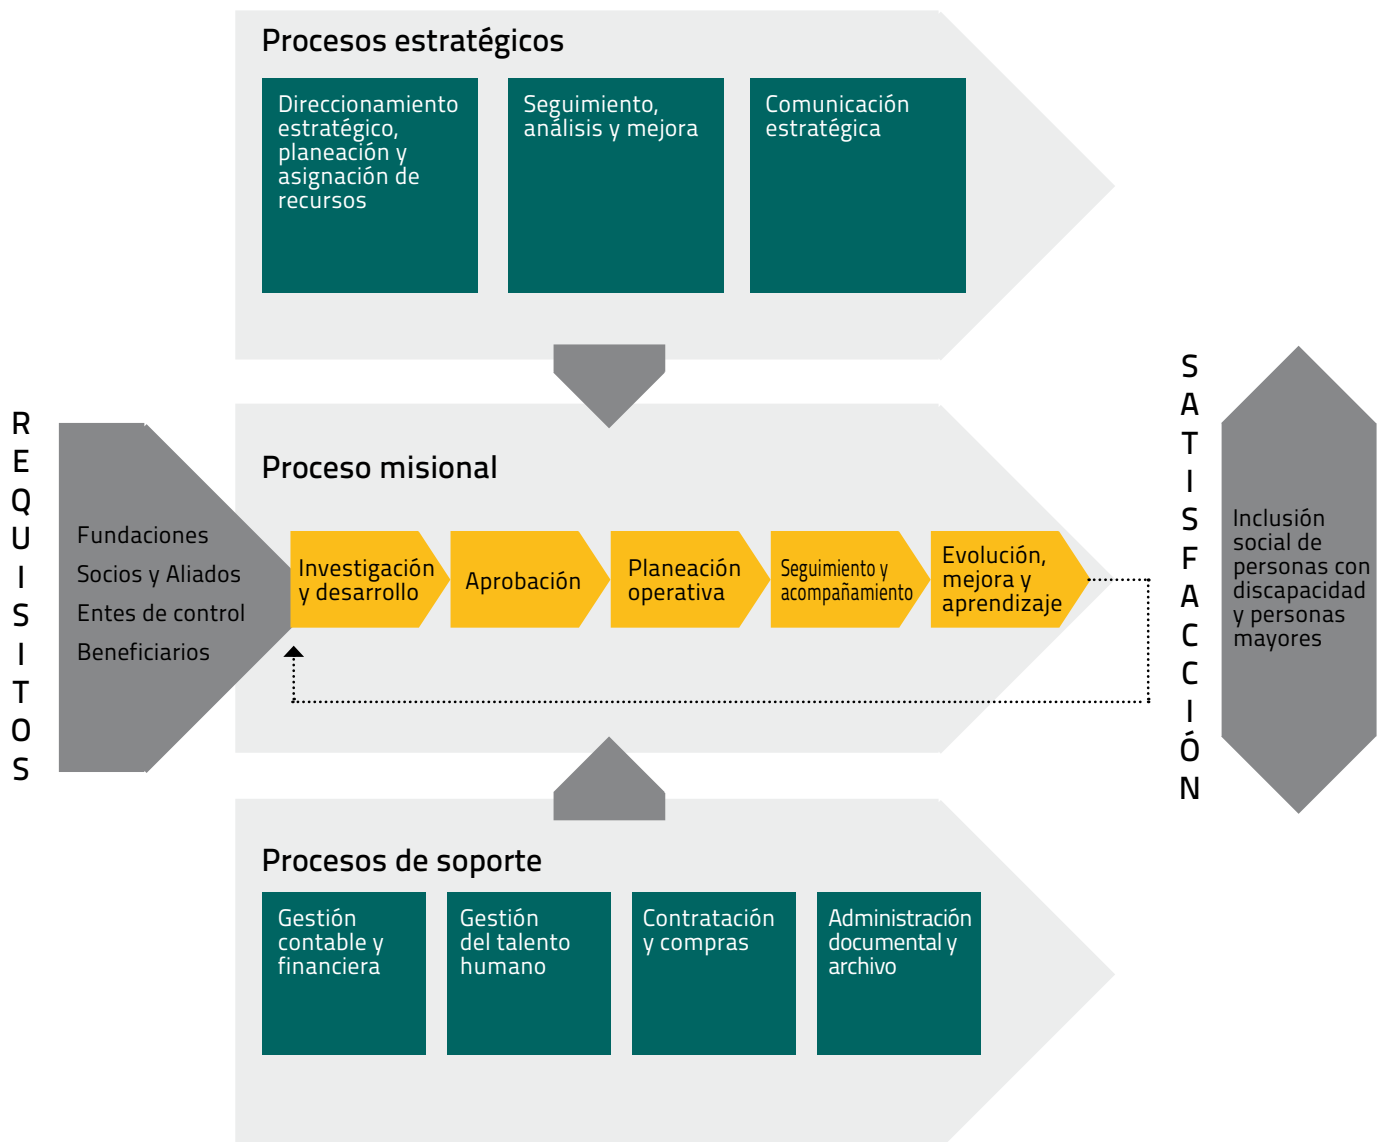 Procesos estratégicos
Direccionamiento
estratégico,
planeación y
asignación de
recursos
Seguimiento,
análisis y mejora
Comunicación
estratégica
REQUISITOS
Fundaciones
Socios y Aliados
Entes de control
Beneficiarios
Proceso misional
Investigación
y desarrollo
Aprobación
Planeación
operativa
Seguimiento y
acompañamiento
Evolución,
mejora y
aprendizaje
SATISFACCIÓN
Inclusión
social de
personas con
discapacidad
y personas
mayores
Procesos de soporte
Gestión
contable y
financiera
Gestión
del talento
humano
Contratación
y compras
Administración
documental y
archivo